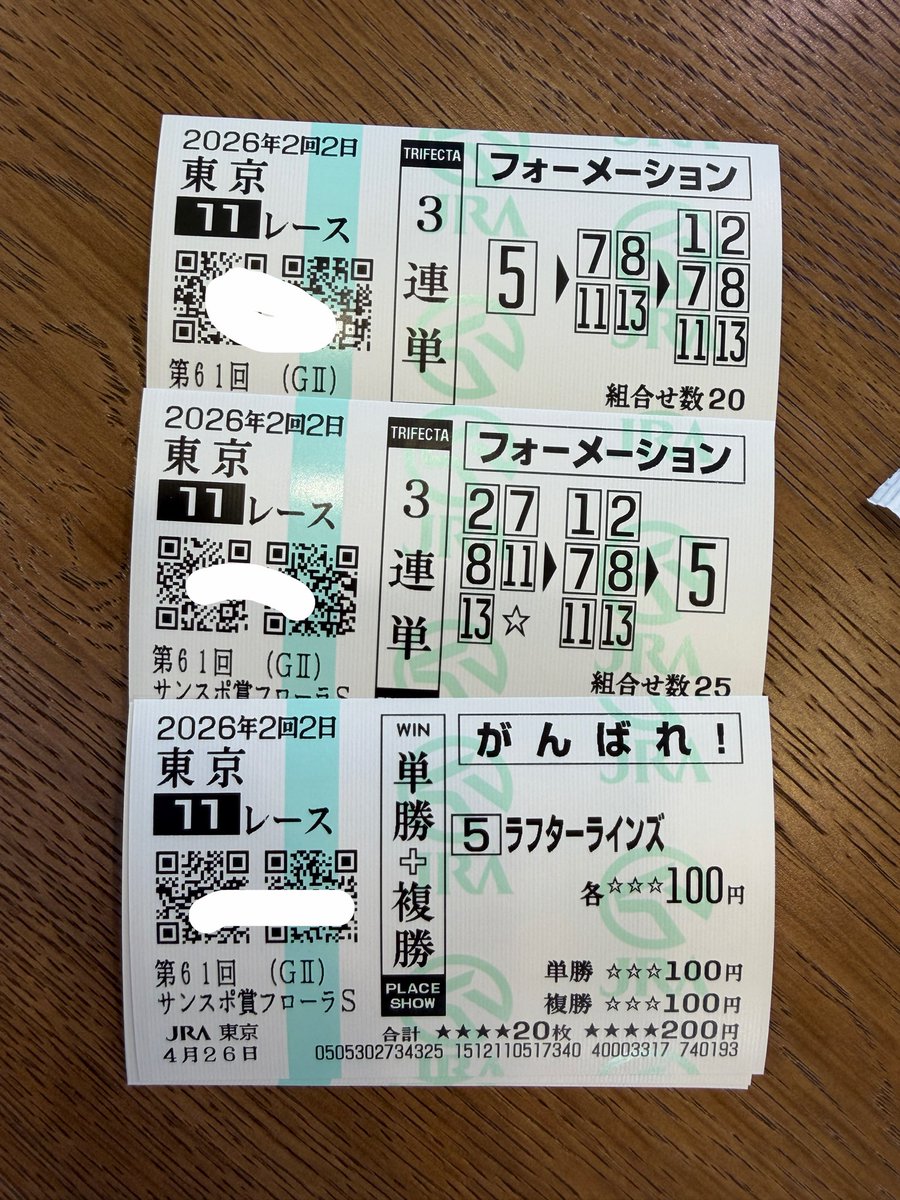 2026年2回2日
東京
11レース
第61回 (GⅡ)
TRIFECTA
3連単
フォーメーション
5▶7 8 11 13▶1 2 7 8 11 13
組合せ数20
2026年2回2日
東京
11レース
第61回 (GⅡ)
サンスポ賞フローラS
TRIFECTA
3連単
フォーメーション
2 7 8 11 13 ☆▶1 2 7 8 11 13▶5
組合せ数25
2026年2回2日
東京
11レース
第61回 (GⅡ)
サンスポ賞フローラS
JRA 東京
4月26日
WIN
単勝+複勝
PLACE
SHOW
がんばれ!
5 ラフターラインズ
各☆☆☆100円
単勝 ☆☆☆100円
複勝 ☆☆☆100円
合計 ★★★★20枚 ★★★★200円
0505302734325 1512110517340 40003317 740193
JRA